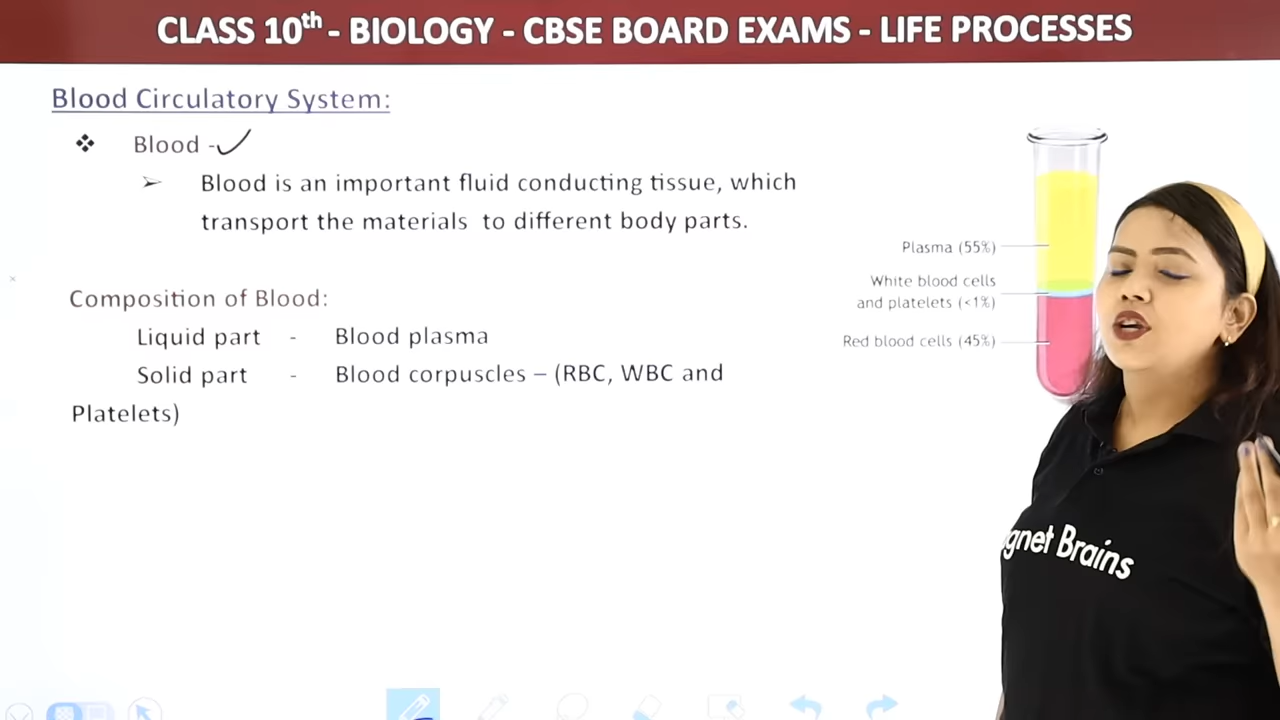 CLASS 10th - BIOLOGY - CBSE BOARD EXAMS - LIFE PROCESSES
Blood Circulatory System:
❖ Blood -
➢ Blood is an important fluid conducting tissue, which
transport the materials to different body parts.
Plasma (55%)
White blood cells
and platelets (<1%)
Red blood cells (45%)
Composition of Blood:
Liquid part - Blood plasma
Solid part - Blood corpuscles – (RBC, WBC and
Platelets)
gnet Brains